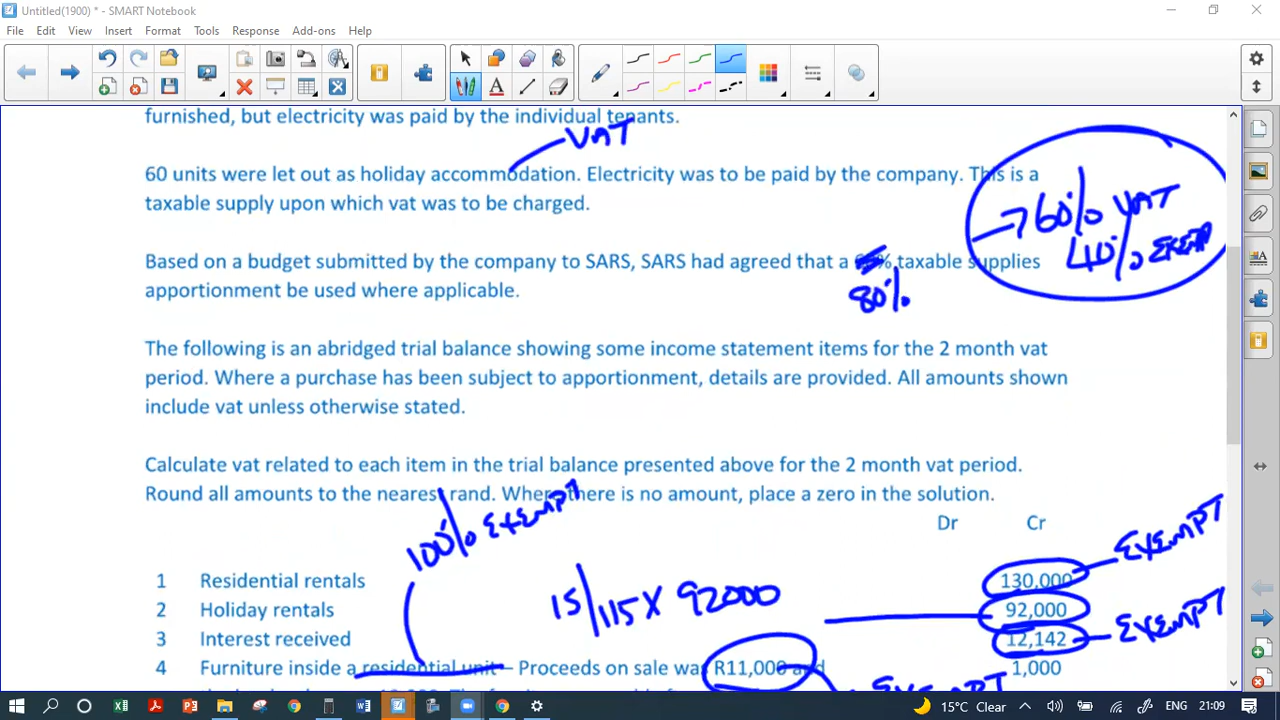 Untitled(1900) * - SMART Notebook
File Edit View Insert Format Tools Response Add-ons Help
furnished, but electricity was paid by the individual tenants.
VAT
60 units were let out as holiday accommodation. Electricity was to be paid by the company. This is a
taxable supply upon which vat was to be charged.
60% VAT
40% EXEMP
Based on a budget submitted by the company to SARS, SARS had agreed that a % taxable supplies
apportionment be used where applicable.
80%
The following is an abridged trial balance showing some income statement items for the 2 month vat
period. Where a purchase has been subject to apportionment, details are provided. All amounts shown
include vat unless otherwise stated.
Calculate vat related to each item in the trial balance presented above for the 2 month vat period.
Round all amounts to the nearest rand. Where there is no amount, place a zero in the solution.
100% EXEMPT
Dr Cr
EXEMPT
1 Residential rentals 130,000
15/115 X 92000
2 Holiday rentals 92,000
EXEMPT
3 Interest received 12,142
4 Furniture inside a residential unit – Proceeds on sale was R11,000 and 1,000
EXEMPT
15°C Clear
ENG
21:09